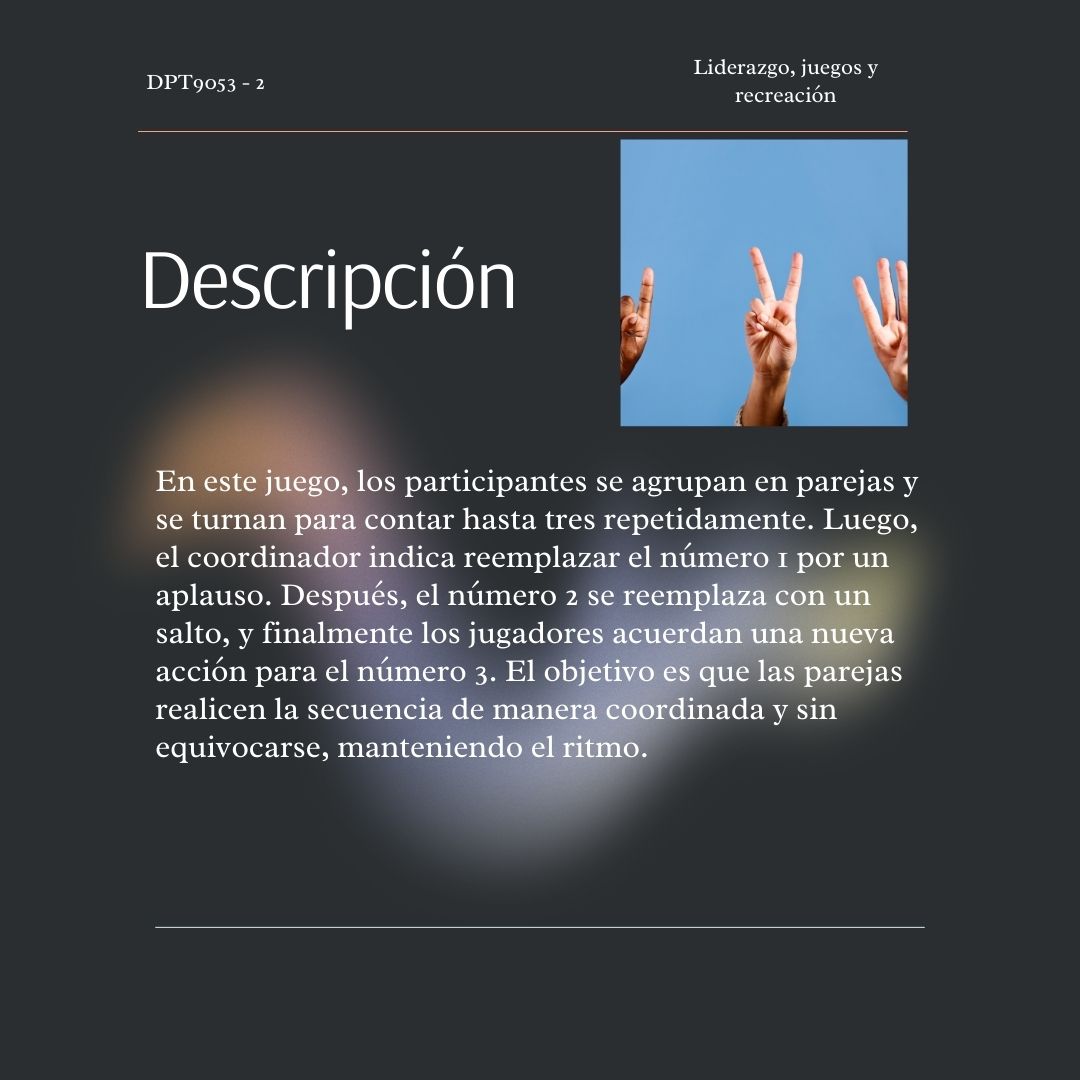 DPT9053 - 2
Liderazgo, juegos y
recreación
Descripción
En este juego, los participantes se agrupan en parejas y
se turnan para contar hasta tres repetidamente. Luego,
el coordinador indica reemplazar el número 1 por un
aplauso. Después, el número 2 se reemplaza con un
salto, y finalmente los jugadores acuerdan una nueva
acción para el número 3. El objetivo es que las parejas
realicen la secuencia de manera coordinada y sin
equivocarse, manteniendo el ritmo.